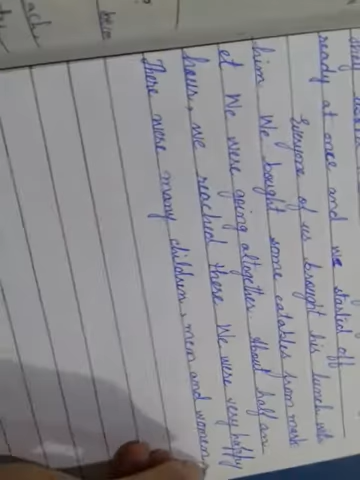 ready at once and we started off
Everyone of us brought his lunch with
him. We bought some eatables from mark
et We were going altogether About half an
hour, we reached there We were very happy
There were many children, men and women